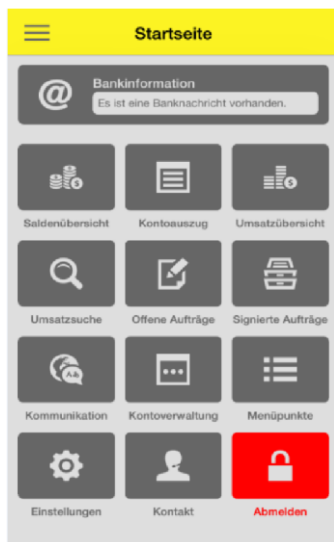 Startseite
@ Bankinformation
Es ist eine Banknachricht vorhanden.
Saldenübersicht Kontoauszug Umsatzübersicht
Umsatzsuche Offene Aufträge Signierte Aufträge
Kommunikation Kontoverwaltung Menüpunkte
Einstellungen Kontakt Abmelden